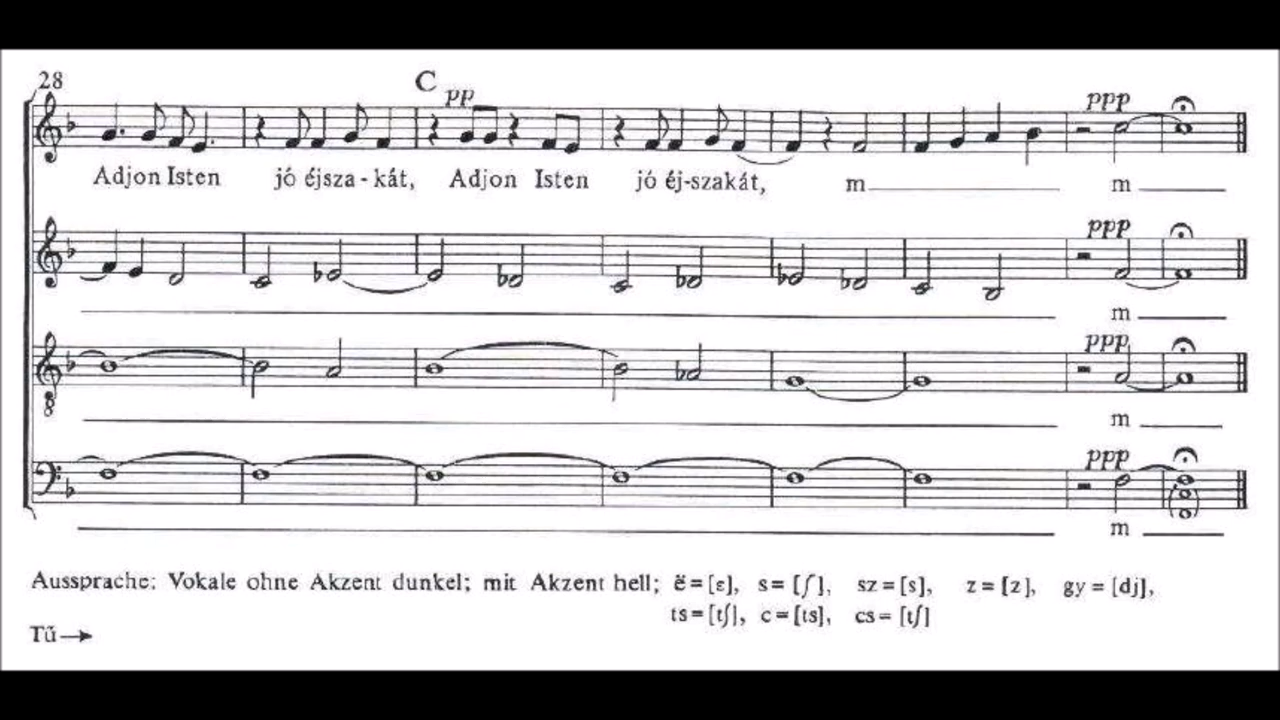 28
C
pp
ppp
Adjon Isten jó éjsza-kát, Adjon Isten jó éj-szakát, m m
ppp
m
ppp
8
m
ppp
m
Aussprache: Vokale ohne Akzent dunkel; mit Akzent hell; ë=[ɛ], s=[ʃ], sz=[s], z=[z], gy=[dj],
ts=[tʃ], c=[ts], cs=[tʃ]
Tű→